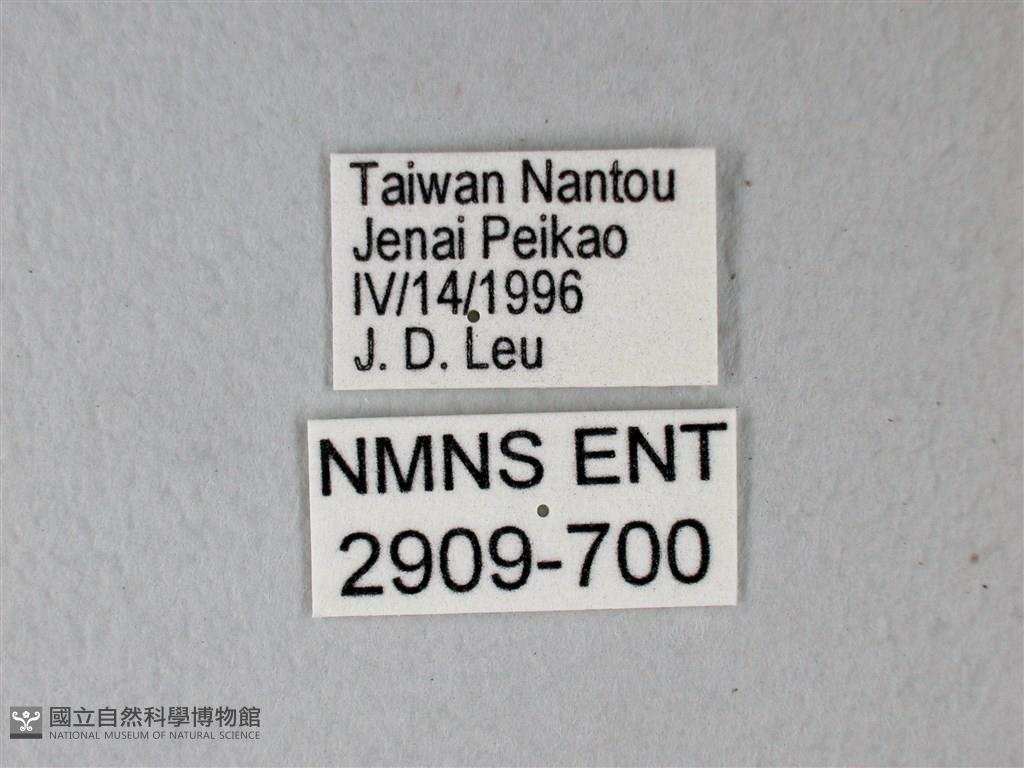 Taiwan Nantou
Jenai Peikao
IV/14/1996
J. D. Leu
NMNS ENT
2909-700
國立自然科學博物館
NATIONAL MUSEUM OF NATURAL SCIENCE